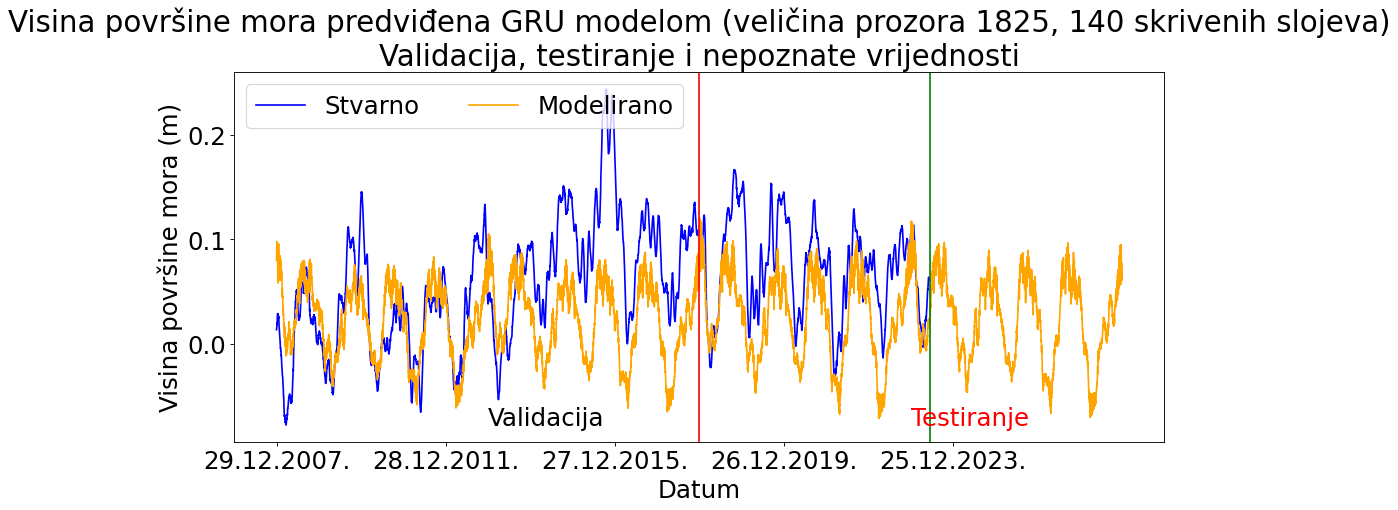 Visina površine mora predviđena GRU modelom (veličina prozora 1825, 140 skrivenih slojeva)
Validacija, testiranje i nepoznate vrijednosti
Stvarno
Modelirano
Visina površine mora (m)
0.2
0.1
0.0
Validacija
Testiranje
29.12.2007.
28.12.2011.
27.12.2015.
26.12.2019.
25.12.2023.
Datum